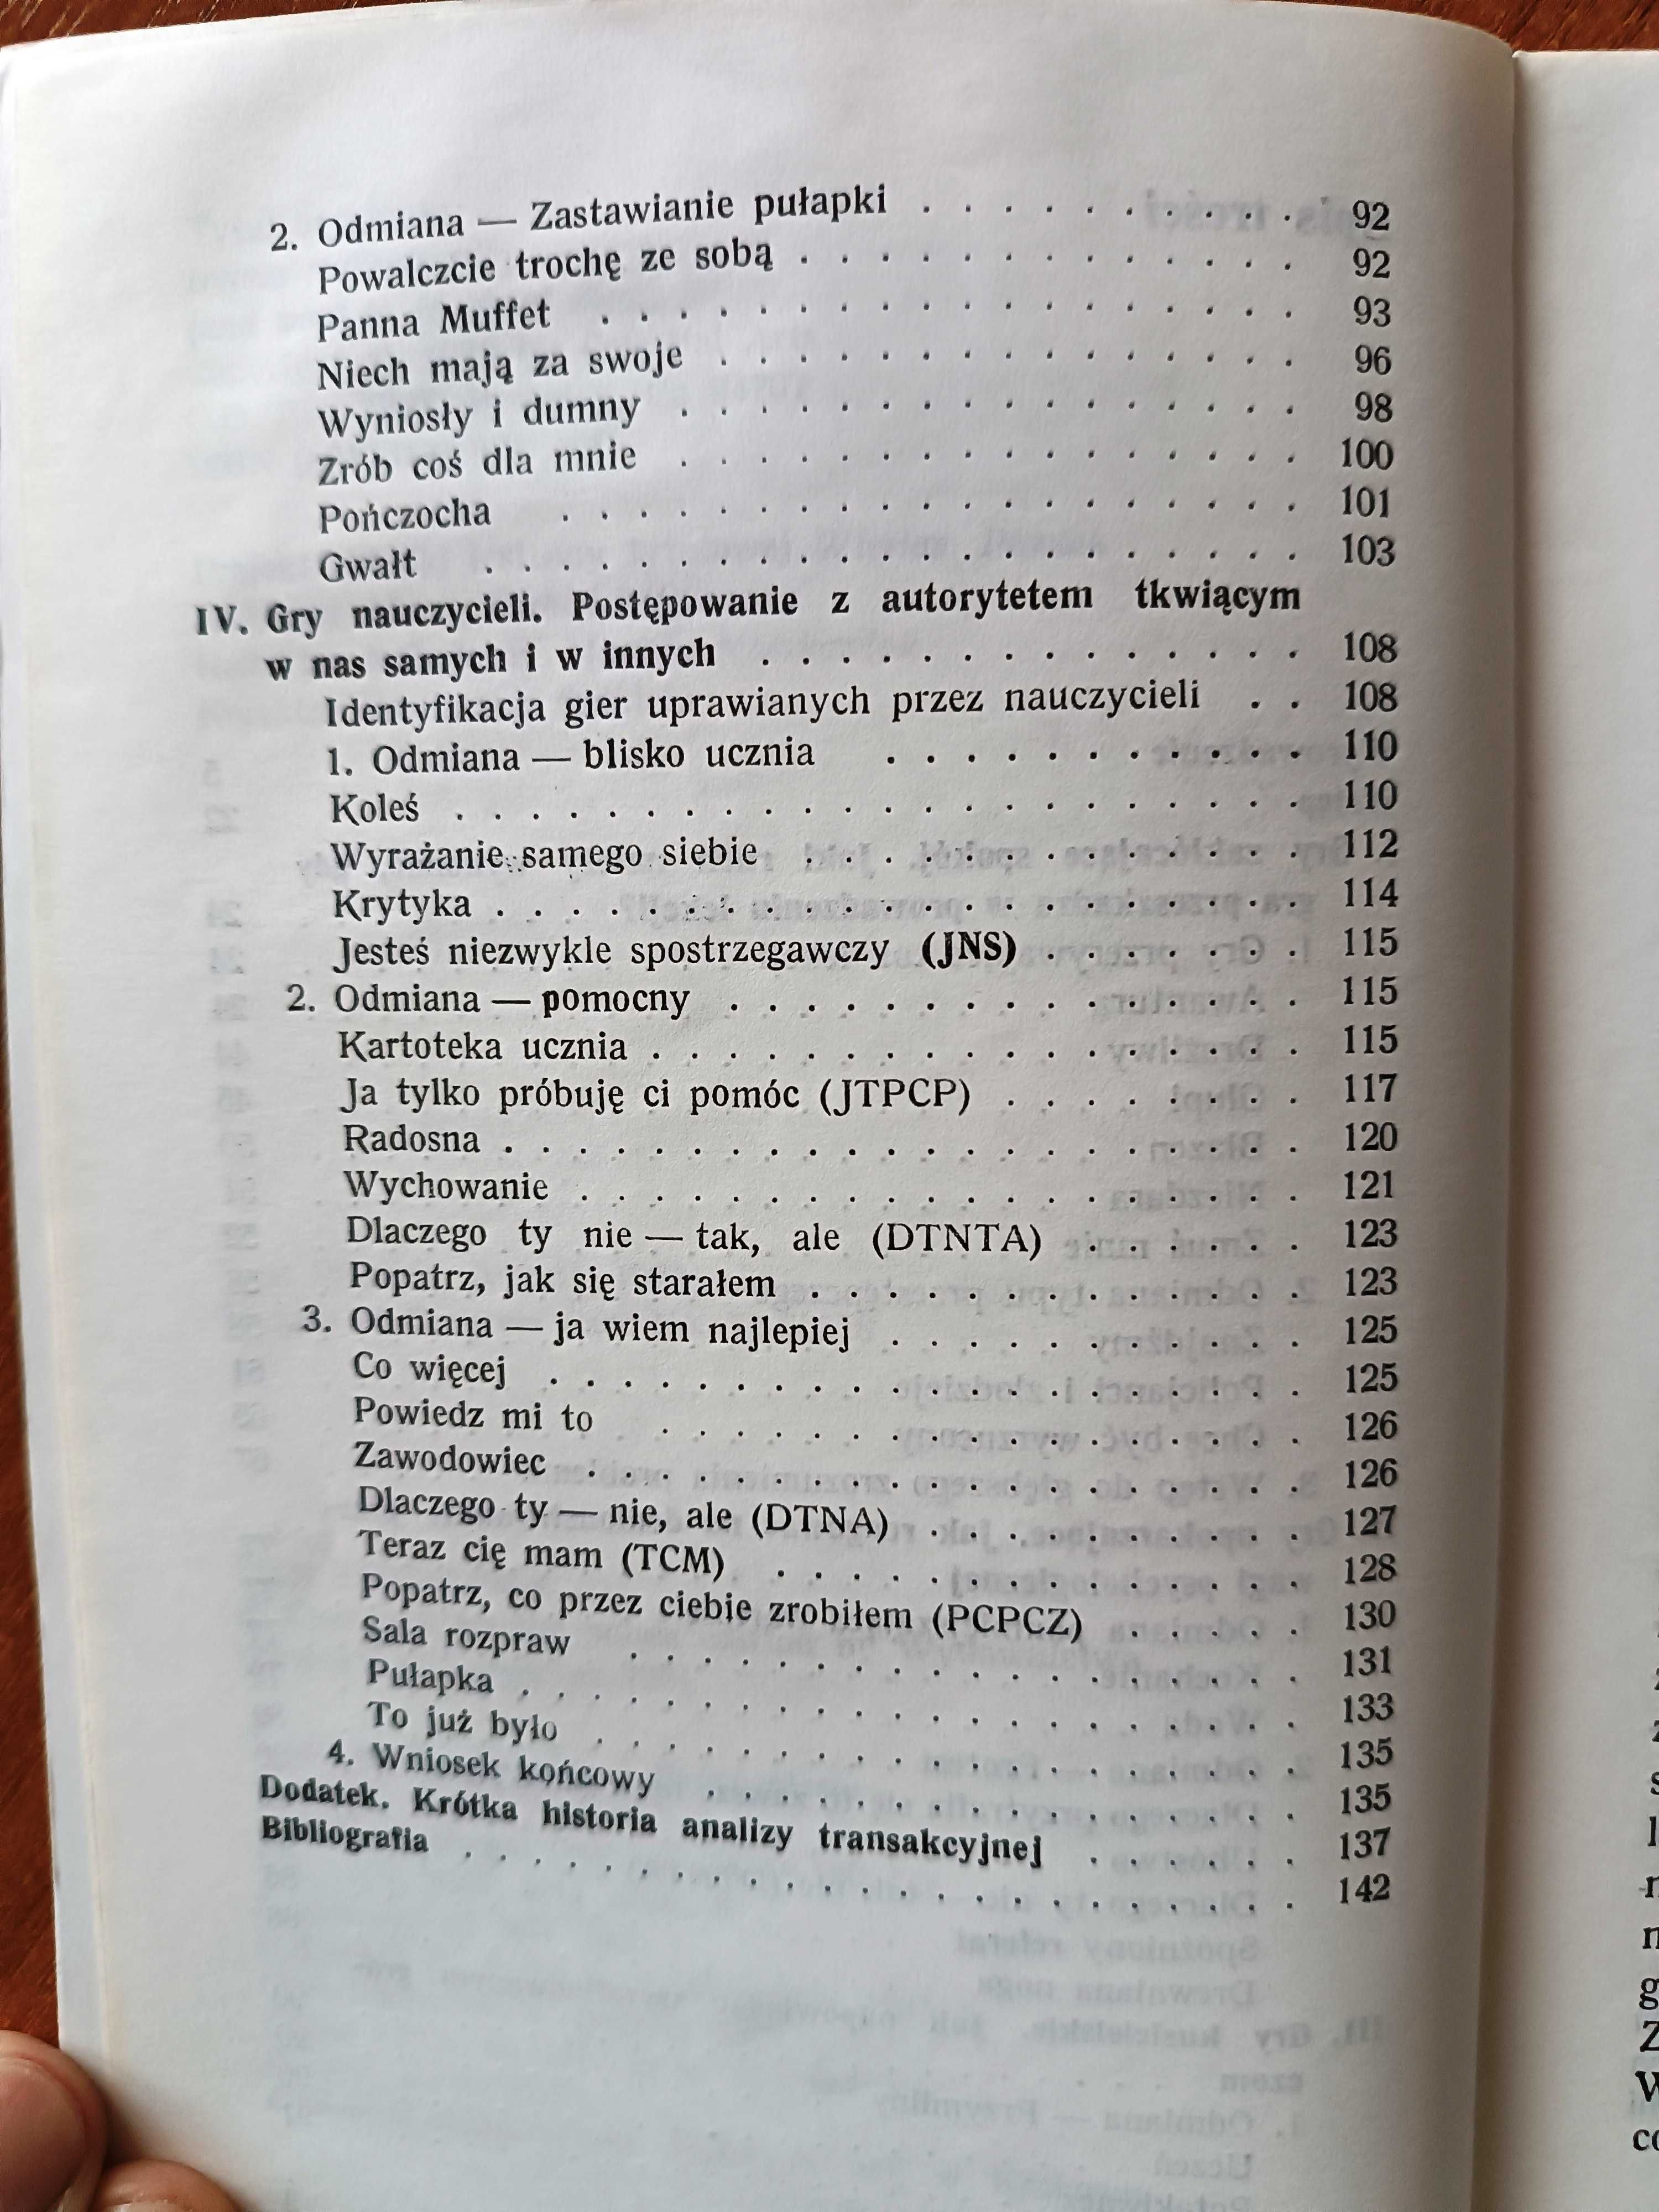 2. Odmiana — Zastawianie pułapki . . . . . . . . . . 92
Powalczcie trochę ze sobą . . . . . . . . . . . . . 92
Panna Muffet . . . . . . . . . . . . . . . . . . 93
Niech mają za swoje . . . . . . . . . . . . . . . 96
Wyniosły i dumny . . . . . . . . . . . . . . . . 98
Zrób coś dla mnie . . . . . . . . . . . . . . . . 100
Pończocha . . . . . . . . . . . . . . . . . . . 101
Gwałt . . . . . . . . . . . . . . . . . . . . . 103
IV. Gry nauczycieli. Postępowanie z autorytetem tkwiącym
w nas samych i w innych . . . . . . . . . . . . . . 108
Identyfikacja gier uprawianych przez nauczycieli . . 108
1. Odmiana — blisko ucznia . . . . . . . . . . . 110
Koleś . . . . . . . . . . . . . . . . . . . . . 110
Wyrażanie samego siebie . . . . . . . . . . . . . 112
Krytyka . . . . . . . . . . . . . . . . . . . . 114
Jesteś niezwykle spostrzegawczy (JNS) . . . . . . . 115
2. Odmiana — pomocny . . . . . . . . . . . . . . . 115
Kartoteka ucznia . . . . . . . . . . . . . . . . . 115
Ja tylko próbuję ci pomóc (JTPCP) . . . . . . . . 117
Radosna . . . . . . . . . . . . . . . . . . . . 120
Wychowanie . . . . . . . . . . . . . . . . . . . 121
Dlaczego ty nie — tak, ale (DTNTA) . . . . . . 123
Popatrz, jak się starałem . . . . . . . . . . . . . 123
3. Odmiana — ja wiem najlepiej . . . . . . . . . . . 125
Co więcej . . . . . . . . . . . . . . . . . . . 125
Powiedz mi to . . . . . . . . . . . . . . . . . 126
Zawodowiec . . . . . . . . . . . . . . . . . . . 126
Dlaczego ty — nie, ale (DTNA) . . . . . . . . . . 127
Teraz cię mam (TCM) . . . . . . . . . . . . . . 128
Popatrz, co przez ciebie zrobiłem (PCPCZ) . . . . . 130
Sala rozpraw . . . . . . . . . . . . . . . . . . 131
Pułapka . . . . . . . . . . . . . . . . . . . . 133
To już było . . . . . . . . . . . . . . . . . . 135
4. Wniosek końcowy . . . . . . . . . . . . . . . . 135
Dodatek. Krótka historia analizy transakcyjnej . . . . . . 137
Bibliografia . . . . . . . . . . . . . . . . . . . . . 142